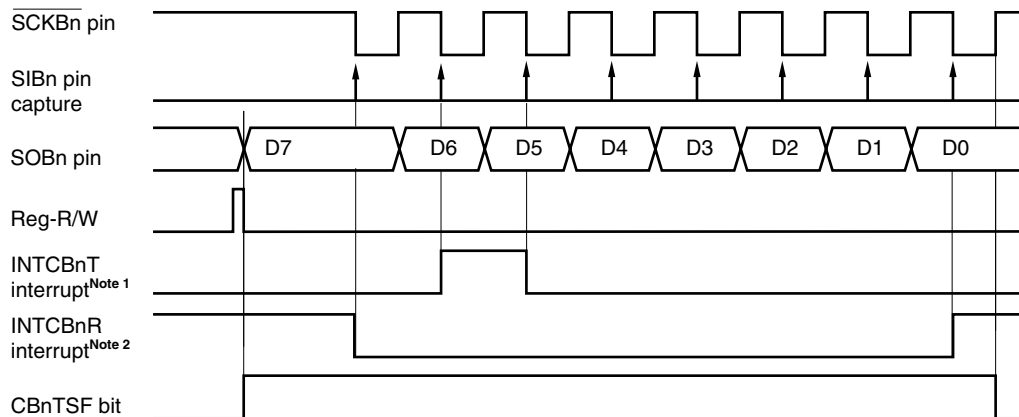 SCKBn pin
SIBn pin
capture
SOBn pin
D7 D6 D5 D4 D3 D2 D1 D0
Reg-R/W
INTCBnT
interruptNote 1
INTCBnR
interruptNote 2
CBnTSF bit